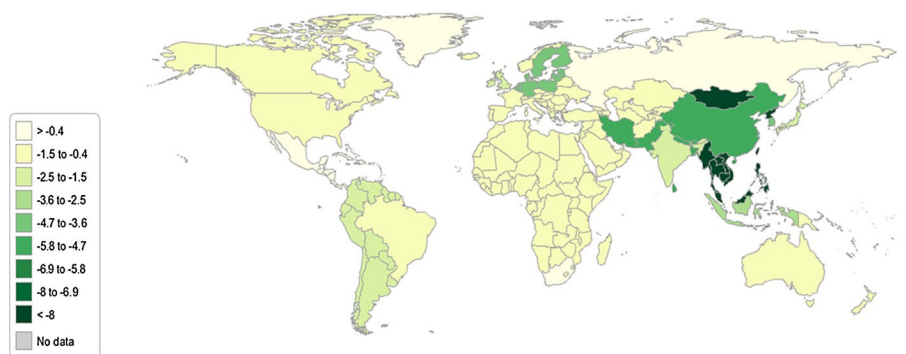 > -0.4
-1.5 to -0.4
-2.5 to -1.5
-3.6 to -2.5
-4.7 to -3.6
-5.8 to -4.7
-6.9 to -5.8
-8 to -6.9
< -8
No data